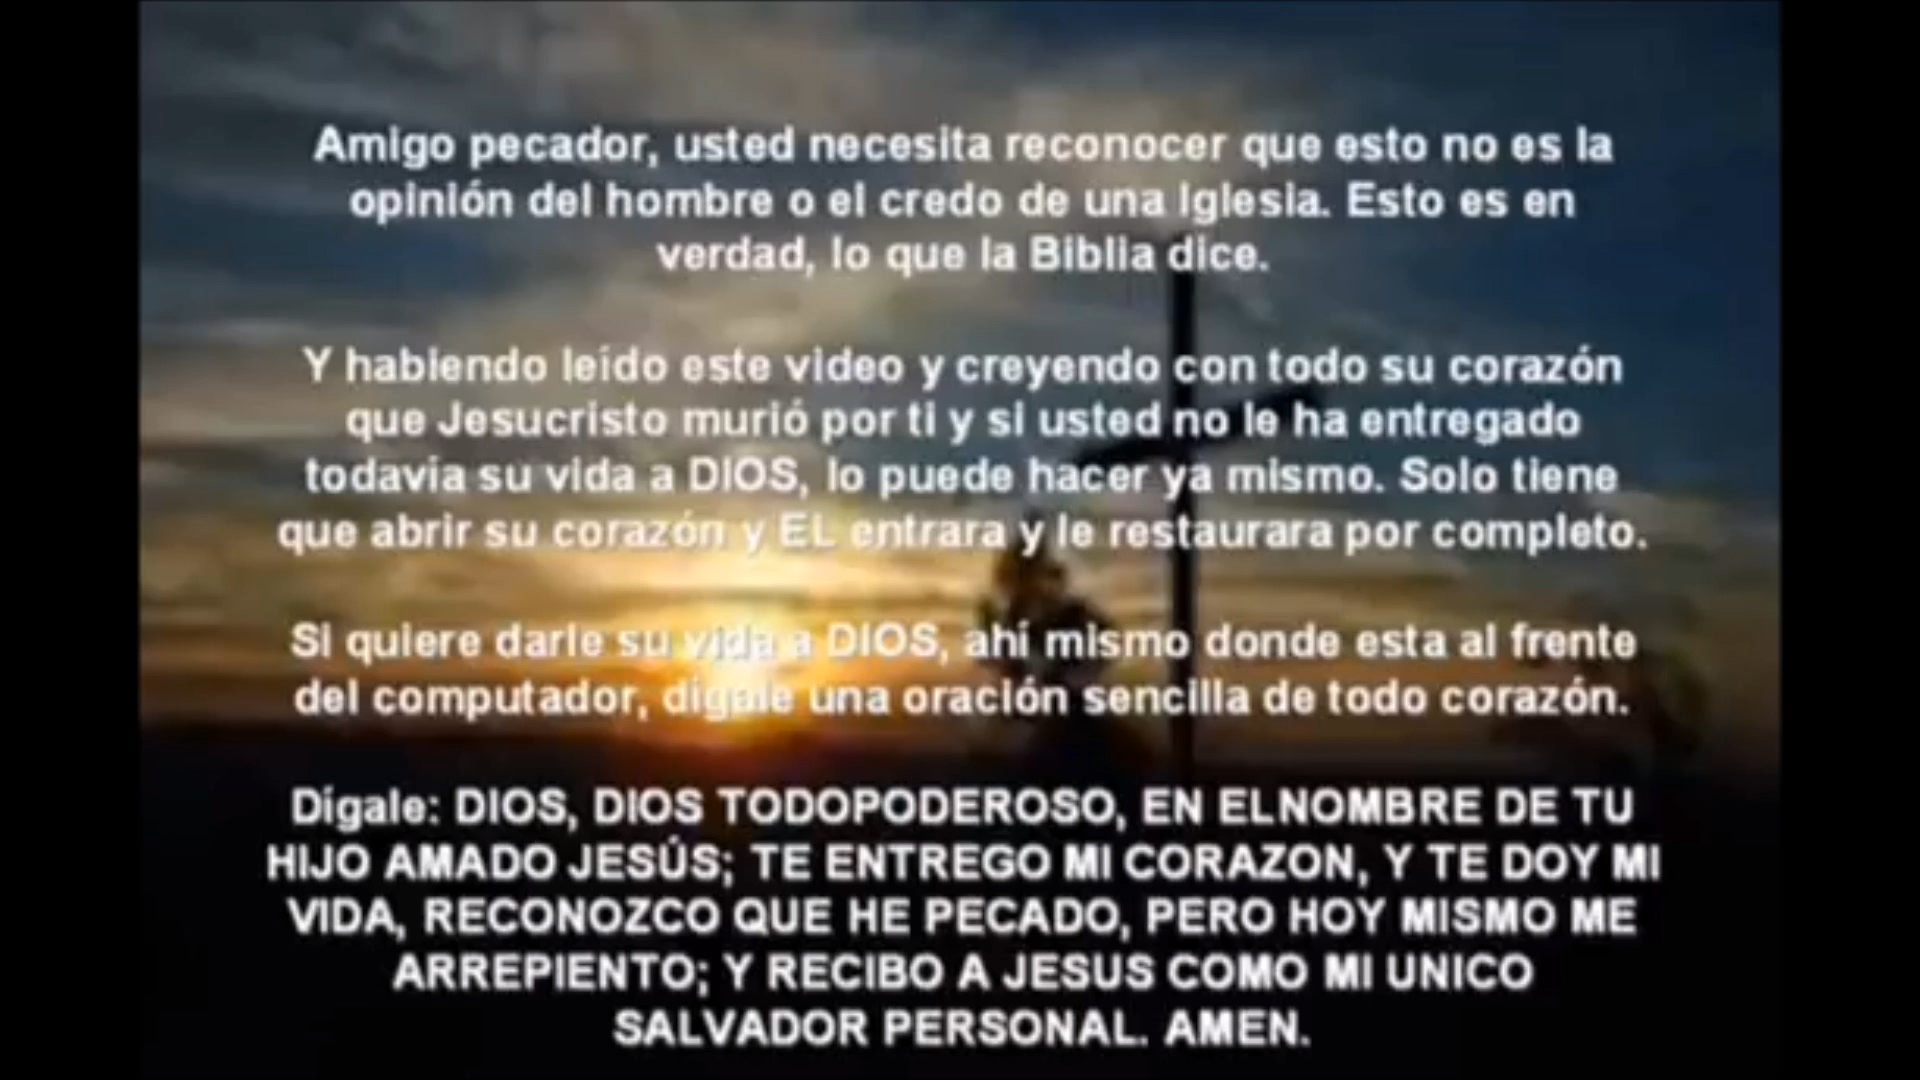 Amigo pecador, usted necesita reconocer que esto no es la
opinión del hombre o el credo de una Iglesia. Esto es en
verdad, lo que la Biblia dice.
Y habiendo leído este video y creyendo con todo su corazón
que Jesucristo murió por ti y si usted no le ha entregado
todavía su vida a DIOS, lo puede hacer ya mismo. Solo tiene
que abrir su corazón y EL entrara y le restaurara por completo.
Si quiere darle su vida a DIOS, ahí mismo donde esta al frente
del computador, dígale una oración sencilla de todo corazón.
Dígale: DIOS, DIOS TODOPODEROSO, EN ELNOMBRE DE TU
HIJO AMADO JESÚS; TE ENTREGO MI CORAZON, Y TE DOY MI
VIDA, RECONOZCO QUE HE PECADO, PERO HOY MISMO ME
ARREPIENTO; Y RECIBO A JESUS COMO MI UNICO
SALVADOR PERSONAL. AMEN.